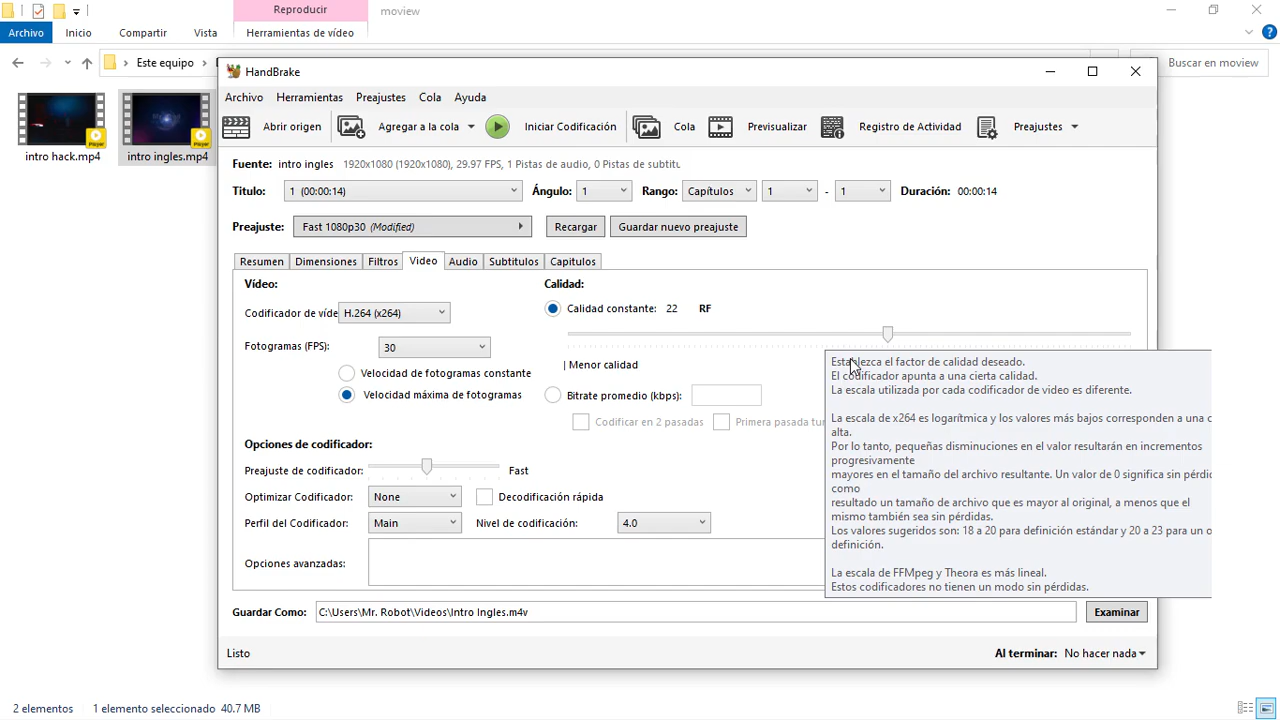 Reproducir
moview
Archivo
Inicio
Compartir
Vista
Herramientas de vídeo
Este equipo
Buscar en moview
intro hack.mp4
intro ingles.mp4
Player
Player
HandBrake
Archivo Herramientas Preajustes Cola Ayuda
Abrir origen Agregar a la cola Iniciar Codificación Cola Previsualizar Registro de Actividad Preajustes
Fuente: intro ingles 1920x1080 (1920x1080), 29.97 FPS, 1 Pistas de audio, 0 Pistas de subtitu.
Titulo: 1 (00:00:14) Ángulo: 1 Rango: Capítulos 1 - 1 Duración: 00:00:14
Preajuste: Fast 1080p30 (Modified) Recargar Guardar nuevo preajuste
Resumen Dimensiones Filtros Video Audio Subtitulos Capitulos
Vídeo:
Codificador de víde H.264 (x264)
Fotogramas (FPS): 30
Velocidad de fotogramas constante
Velocidad máxima de fotogramas
Calidad:
Calidad constante: 22 RF
| Menor calidad
Bitrate promedio (kbps):
Codificar en 2 pasadas Primera pasada tur
Opciones de codificador:
Preajuste de codificador: Fast
Optimizar Codificador: None Decodificación rápida
Perfil del Codificador: Main Nivel de codificación: 4.0
Opciones avanzadas:
Establezca el factor de calidad deseado.
El codificador apunta a una cierta calidad.
La escala utilizada por cada codificador de video es diferente.
La escala de x264 es logarítmica y los valores más bajos corresponden a una c
alta.
Por lo tanto, pequeñas disminuciones en el valor resultarán en incrementos
progresivamente
mayores en el tamaño del archivo resultante. Un valor de 0 significa sin pérdic
como
resultado un tamaño de archivo que es mayor al original, a menos que el
mismo también sea sin pérdidas.
Los valores sugeridos son: 18 a 20 para definición estándar y 20 a 23 para un o
definición.
La escala de FFMpeg y Theora es más lineal.
Estos codificadores no tienen un modo sin pérdidas.
Guardar Como: C:\Users\Mr. Robot\Videos\Intro Ingles.m4v Examinar
Listo
Al terminar: No hacer nada
2 elementos 1 elemento seleccionado 40.7 MB